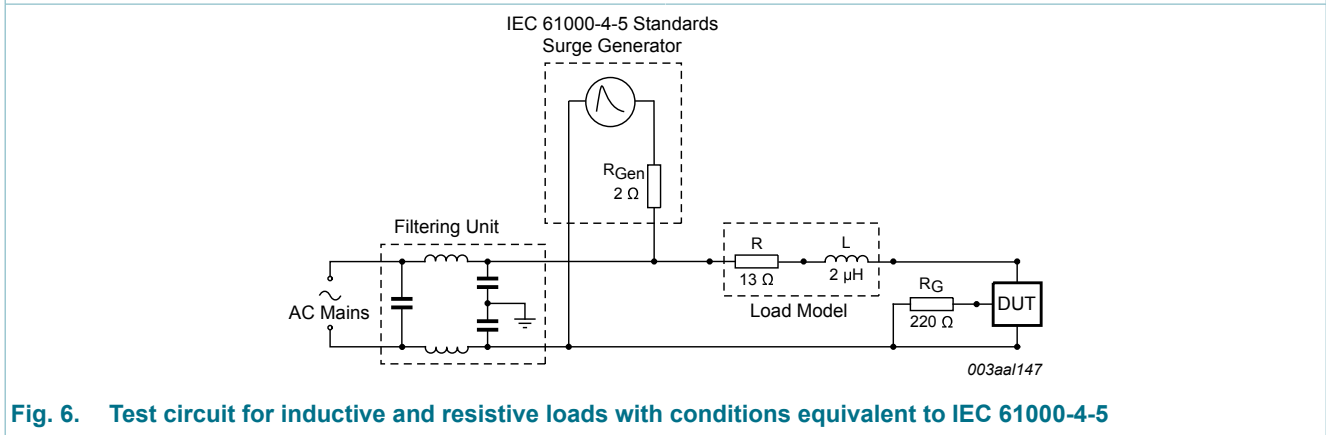 IEC 61000-4-5 Standards
Surge Generator
RGen
2 Ω
Filtering Unit
AC Mains
R
13 Ω
L
2 μH
Load Model
RG
220 Ω
DUT
003aal147
Fig. 6. Test circuit for inductive and resistive loads with conditions equivalent to IEC 61000-4-5